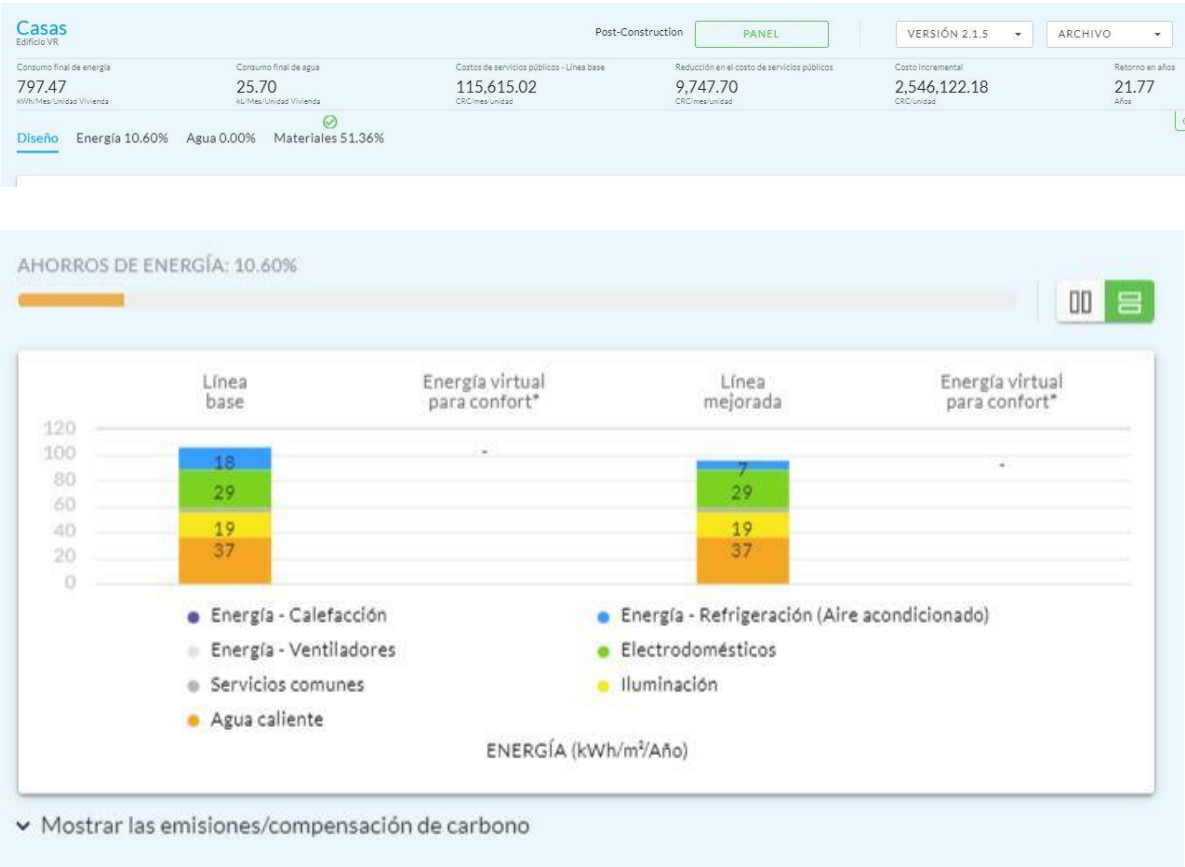 Casas
Edificio VR
Post-Construction
PANEL
VERSIÓN 2.1.5
ARCHIVO
Consumo final de energía
Consumo final de agua
Costos de servicios públicos - Línea base
Reducción en el costo de servicios públicos
Costo incremental
Retorno en años
797.47
25.70
115,615.02
9,747.70
2,546,122.18
21.77
kWh/Mes/Unidad Vivienda
kL/Mes/Unidad Vivienda
CRC/mes/unidad
CRC/mes/unidad
CRC/unidad
Años
Diseño
Energía 10.60%
Agua 0.00%
Materiales 51.36%
AHORROS DE ENERGÍA: 10.60%
Línea base
Energía virtual para confort*
Línea mejorada
Energía virtual para confort*
120
100
80
60
40
20
0
18
29
19
37
-
7
29
19
37
-
Energía - Calefacción
Energía - Refrigeración (Aire acondicionado)
Energía - Ventiladores
Electrodomésticos
Servicios comunes
Iluminación
Agua caliente
ENERGÍA (kWh/m²/Año)
Mostrar las emisiones/compensación de carbono